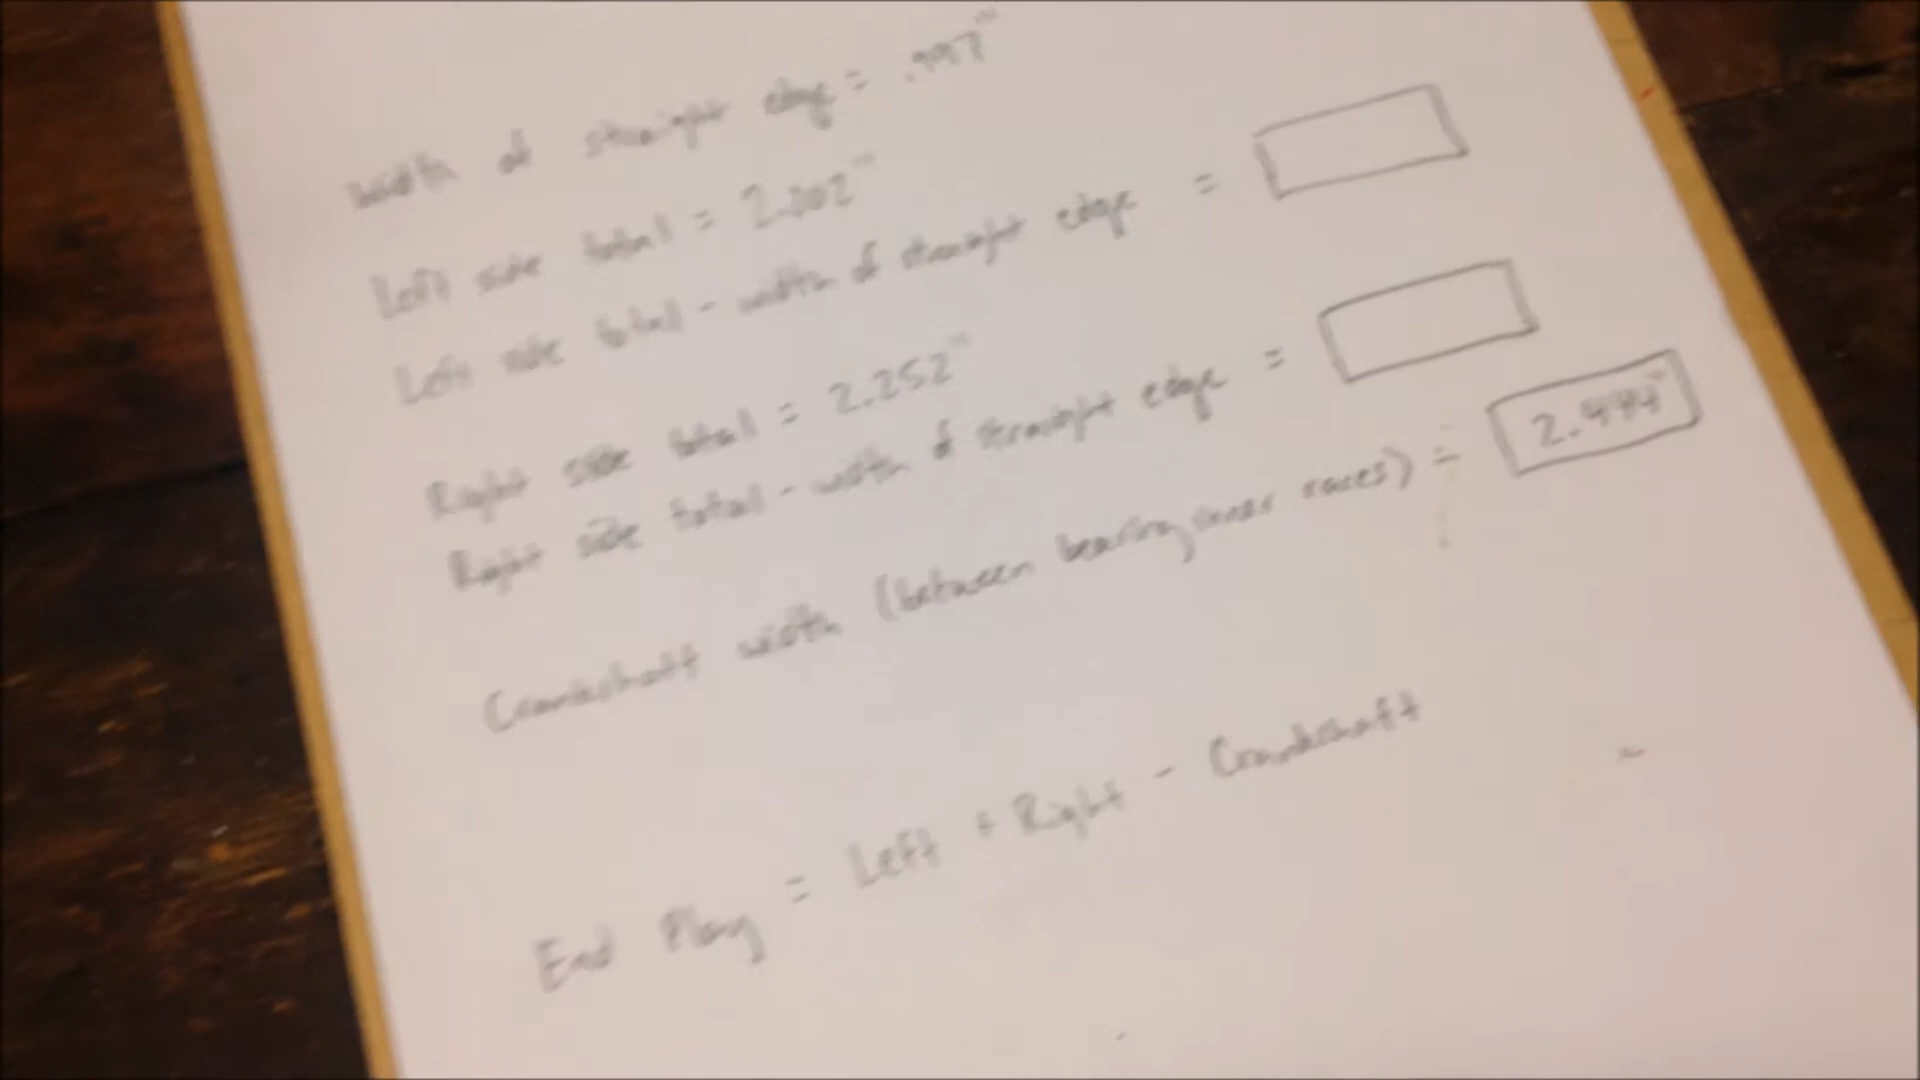 Width of straight edge = .997"
Left side total = 2.202"
Left side total - width of straight edge =
Right side total = 2.252"
Right side total - width of straight edge =
Crankshaft width (between bearing inner races) = 2.444"
End Play = Left + Right - Crankshaft